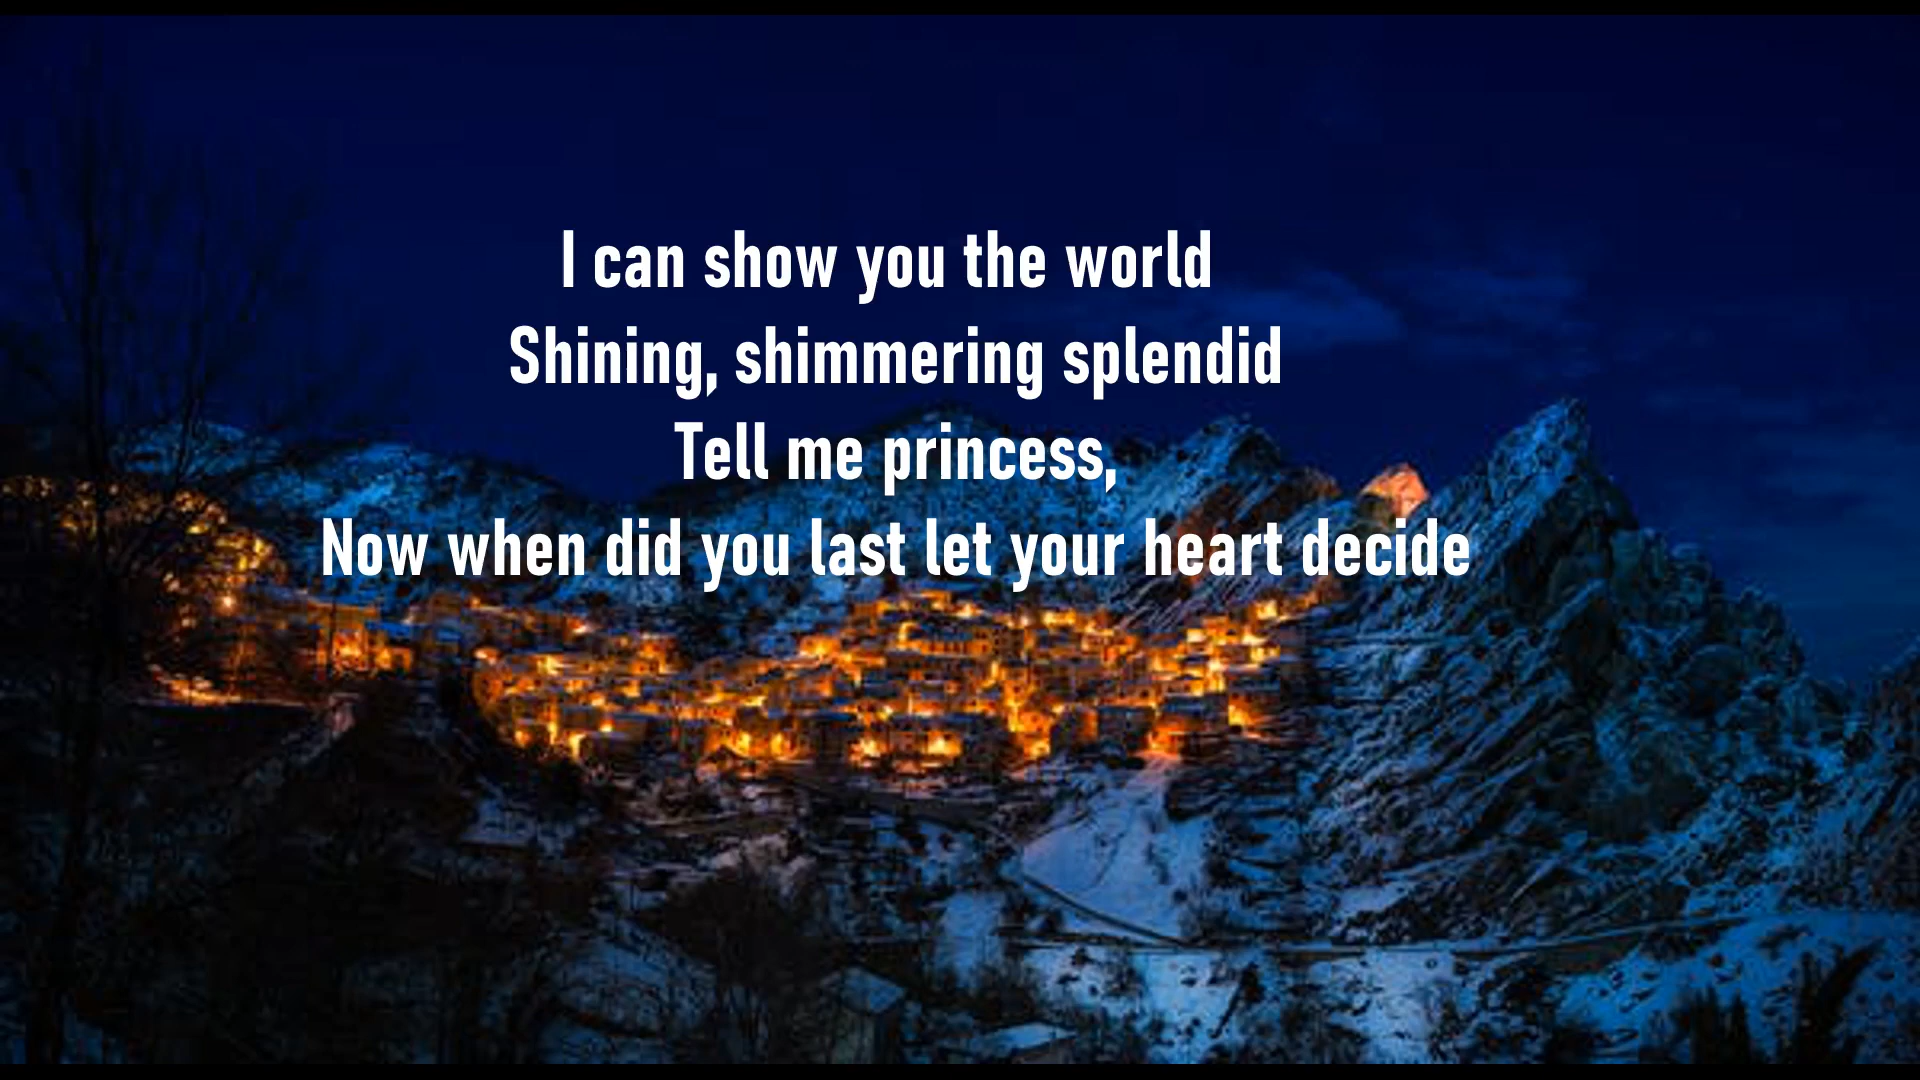 I can show you the world
Shining, shimmering splendid
Tell me princess,
Now when did you last let your heart decide